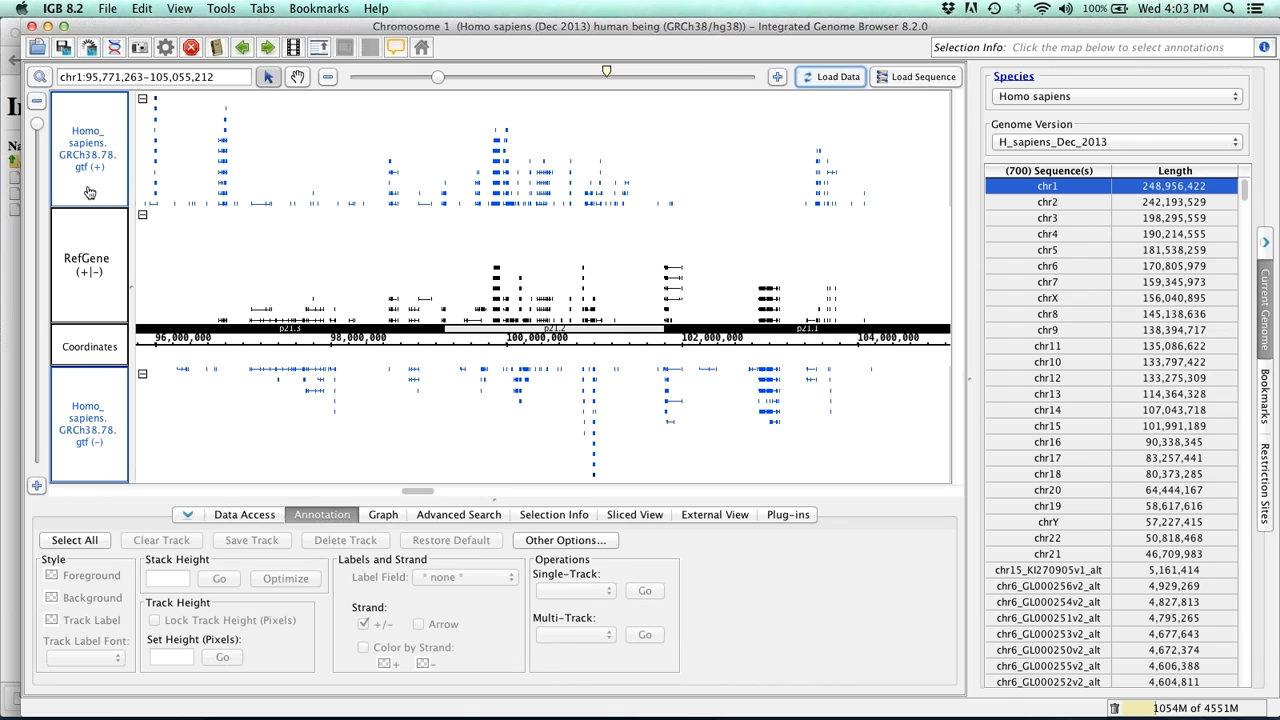 IGB 8.2 File Edit View Tools Tabs Bookmarks Help 100% Wed 4:03 PM
Chromosome 1 (Homo sapiens (Dec 2013) human being (GRCh38/hg38)) - Integrated Genome Browser 8.2.0
Selection Info: Click the map below to select annotations
chr1:95,771,263-105,055,212 Load Data Load Sequence
Homo_
sapiens.
GRCh38.78.
gtf (+)
RefGene
(+|-)
p21.3 p21.2 p21.1
Coordinates
96,000,000 98,000,000 100,000,000 102,000,000 104,000,000
Homo_
sapiens.
GRCh38.78.
gtf (-)
Data Access Annotation Graph Advanced Search Selection Info Sliced View External View Plug-ins
Select All Clear Track Save Track Delete Track Restore Default Other Options...
Style
Foreground
Background
Track Label
Track Label Font:
Stack Height
Go Optimize
Track Height
Lock Track Height (Pixels)
Set Height (Pixels):
Go
Labels and Strand
Label Field: * none *
Strand:
+/- Arrow
Color by Strand:
+ -
Operations
Single-Track:
Go
Multi-Track:
Go
Species
Homo sapiens
Genome Version
H_sapiens_Dec_2013
(700) Sequence(s) Length
chr1 248,956,422
chr2 242,193,529
chr3 198,295,559
chr4 190,214,555
chr5 181,538,259
chr6 170,805,979
chr7 159,345,973
chrX 156,040,895
chr8 145,138,636
chr9 138,394,717
chr11 135,086,622
chr10 133,797,422
chr12 133,275,309
chr13 114,364,328
chr14 107,043,718
chr15 101,991,189
chr16 90,338,345
chr17 83,257,441
chr18 80,373,285
chr20 64,444,167
chr19 58,617,616
chrY 57,227,415
chr22 50,818,468
chr21 46,709,983
chr15_KI270905v1_alt 5,161,414
chr6_GL000256v2_alt 4,929,269
chr6_GL000254v2_alt 4,827,813
chr6_GL000251v2_alt 4,795,265
chr6_GL000253v2_alt 4,677,643
chr6_GL000250v2_alt 4,672,374
chr6_GL000255v2_alt 4,606,388
chr6_GL000252v2_alt 4,604,811
Current Genome
Bookmarks
Restriction Sites
1054M of 4551M